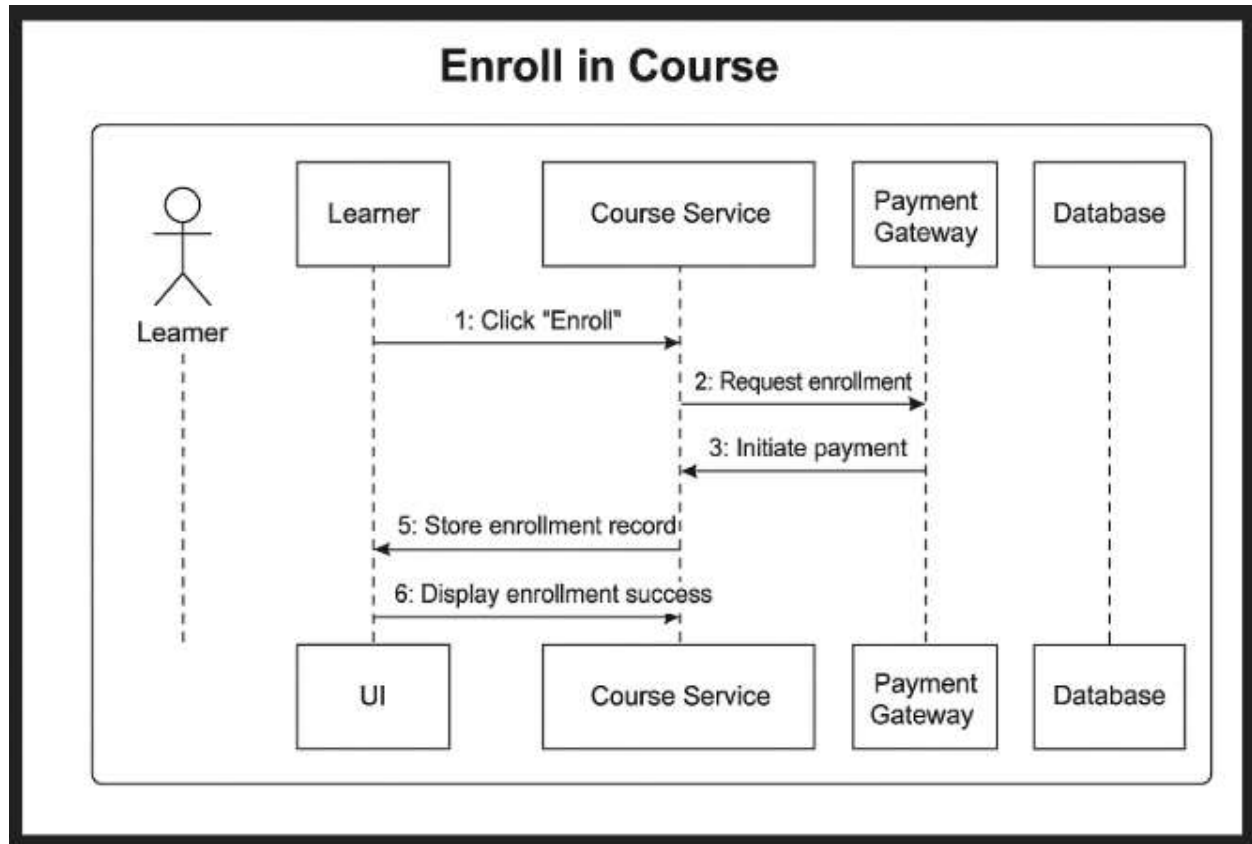 Enroll in Course
Learner
Course Service
Payment
Gateway
Database
Learner
1: Click "Enroll"
2: Request enrollment
3: Initiate payment
5: Store enrollment record
6: Display enrollment success
UI
Course Service
Payment
Gateway
Database